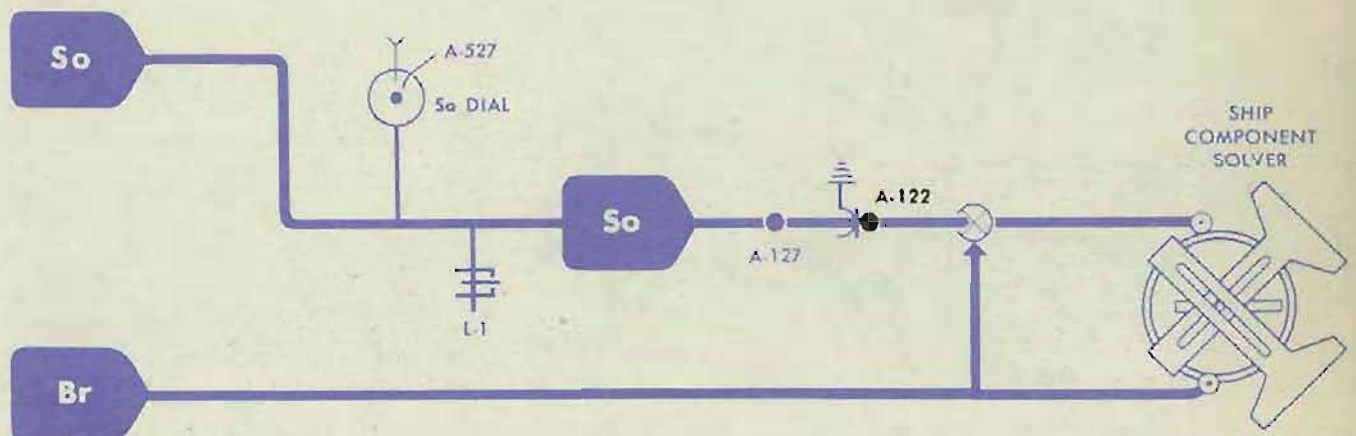 So
A-527
So DIAL
SHIP
COMPONENT
SOLVER
So
A-122
A-127
L-1
Br